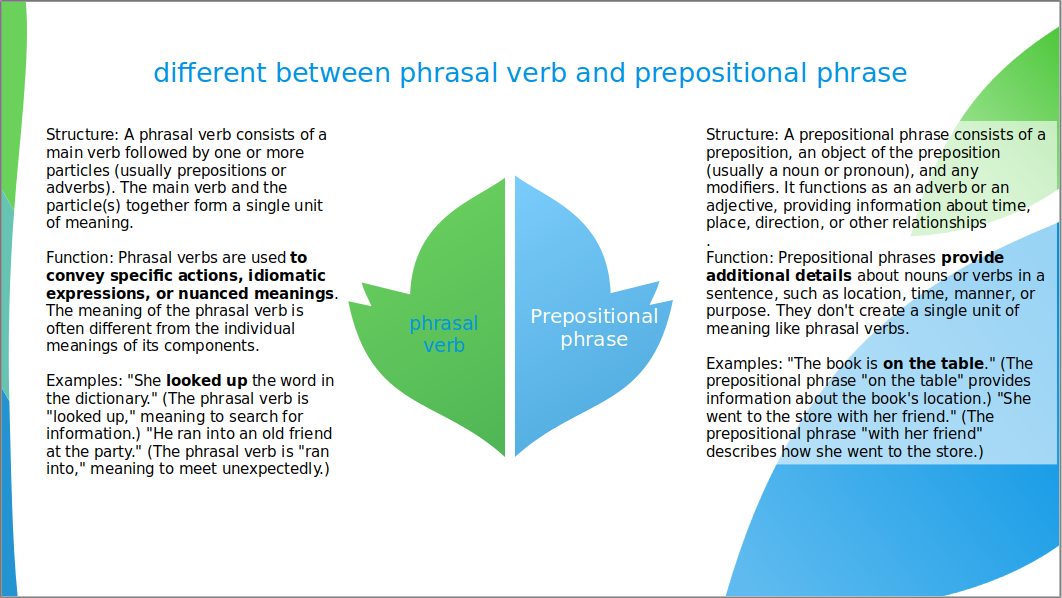 different between phrasal verb and prepositional phrase
Structure: A phrasal verb consists of a
main verb followed by one or more
particles (usually prepositions or
adverbs). The main verb and the
particle(s) together form a single unit
of meaning.
Function: Phrasal verbs are used to
convey specific actions, idiomatic
expressions, or nuanced meanings.
The meaning of the phrasal verb is
often different from the individual
meanings of its components.
Examples: "She looked up the word in
the dictionary." (The phrasal verb is
"looked up," meaning to search for
information.) "He ran into an old friend
at the party." (The phrasal verb is "ran
into," meaning to meet unexpectedly.)
phrasal
verb
Prepositional
phrase
Structure: A prepositional phrase consists of a
preposition, an object of the preposition
(usually a noun or pronoun), and any
modifiers. It functions as an adverb or an
adjective, providing information about time,
place, direction, or other relationships
.
Function: Prepositional phrases provide
additional details about nouns or verbs in a
sentence, such as location, time, manner, or
purpose. They don't create a single unit of
meaning like phrasal verbs.
Examples: "The book is on the table." (The
prepositional phrase "on the table" provides
information about the book's location.) "She
went to the store with her friend." (The
prepositional phrase "with her friend"
describes how she went to the store.)